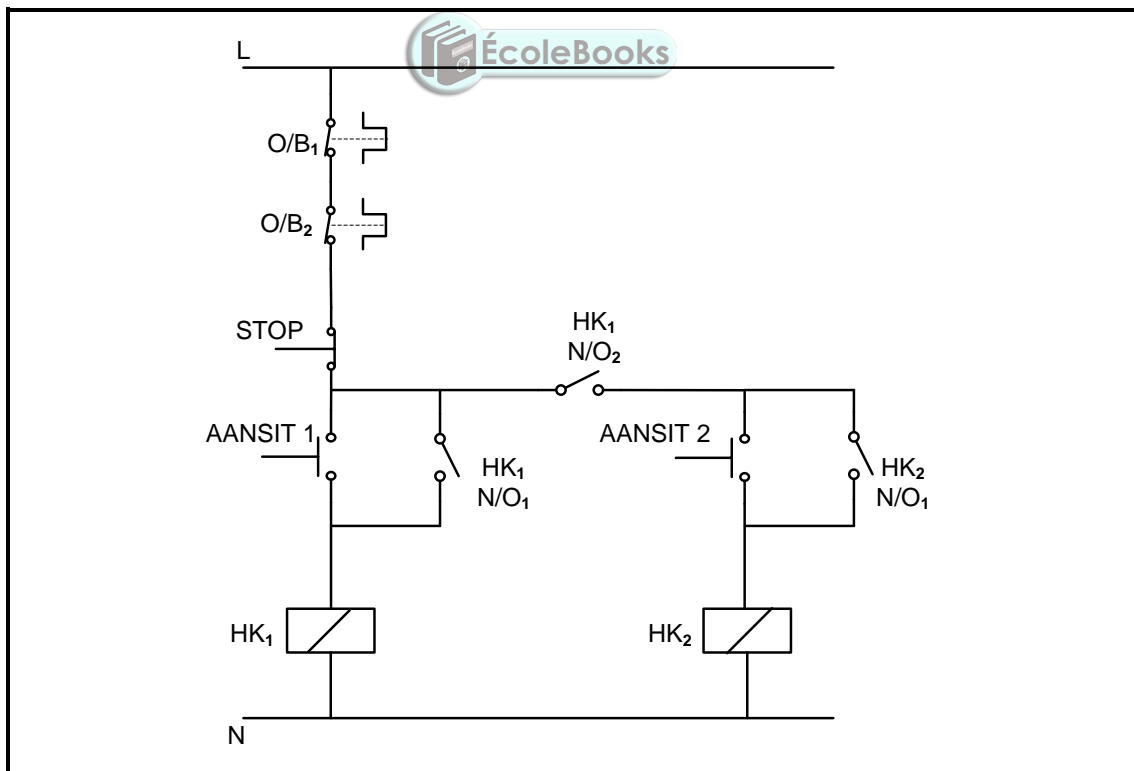 ÉcoleBooks
L
O/B₁
O/B₂
STOP
HK₁
N/O₂
AANSIT 1
HK₁
N/O₁
AANSIT 2
HK₂
N/O₁
HK₁
HK₂
N